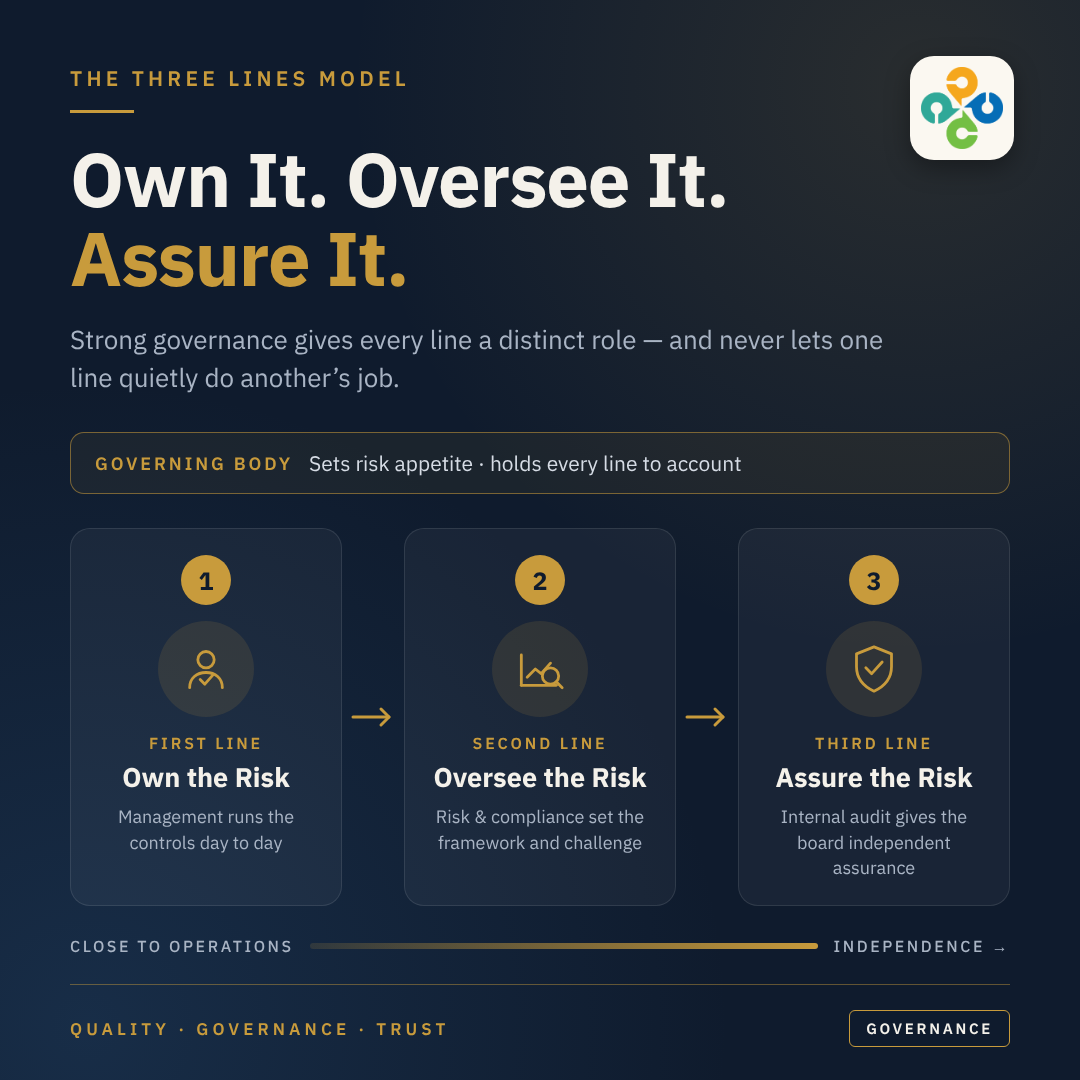 THE THREE LINES MODEL
Own It. Oversee It.
Assure It.
Strong governance gives every line a distinct role — and never lets one
line quietly do another’s job.
GOVERNING BODY Sets risk appetite · holds every line to account
1
FIRST LINE
Own the Risk
Management runs the
controls day to day
2
SECOND LINE
Oversee the Risk
Risk & compliance set the
framework and challenge
3
THIRD LINE
Assure the Risk
Internal audit gives the
board independent
assurance
CLOSE TO OPERATIONS
INDEPENDENCE →
QUALITY · GOVERNANCE · TRUST
GOVERNANCE